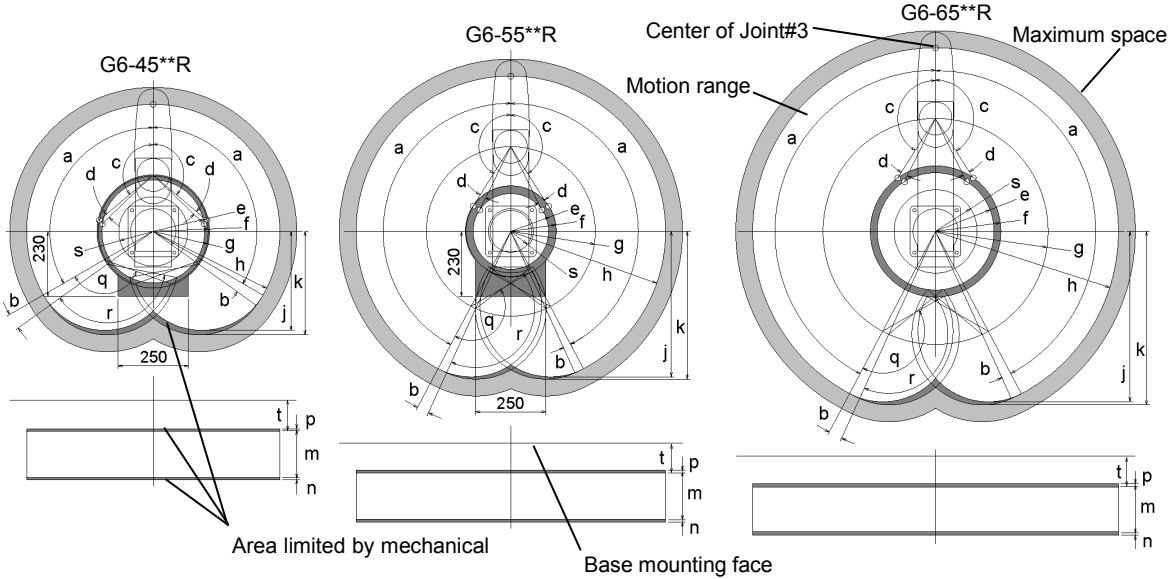 G6-45**R
G6-55**R
G6-65**R
Center of Joint#3
Maximum space
Motion range
a
a
c
c
d
d
e
f
g
h
s
230
q
b
b
r
j
k
250
t
p
m
n
a
a
c
c
d
d
e
f
g
h
s
230
q
r
b
b
j
k
250
t
p
m
n
a
a
c
c
d
d
s
e
f
g
h
q
r
b
b
j
k
t
p
m
n
Area limited by mechanical
Base mounting face